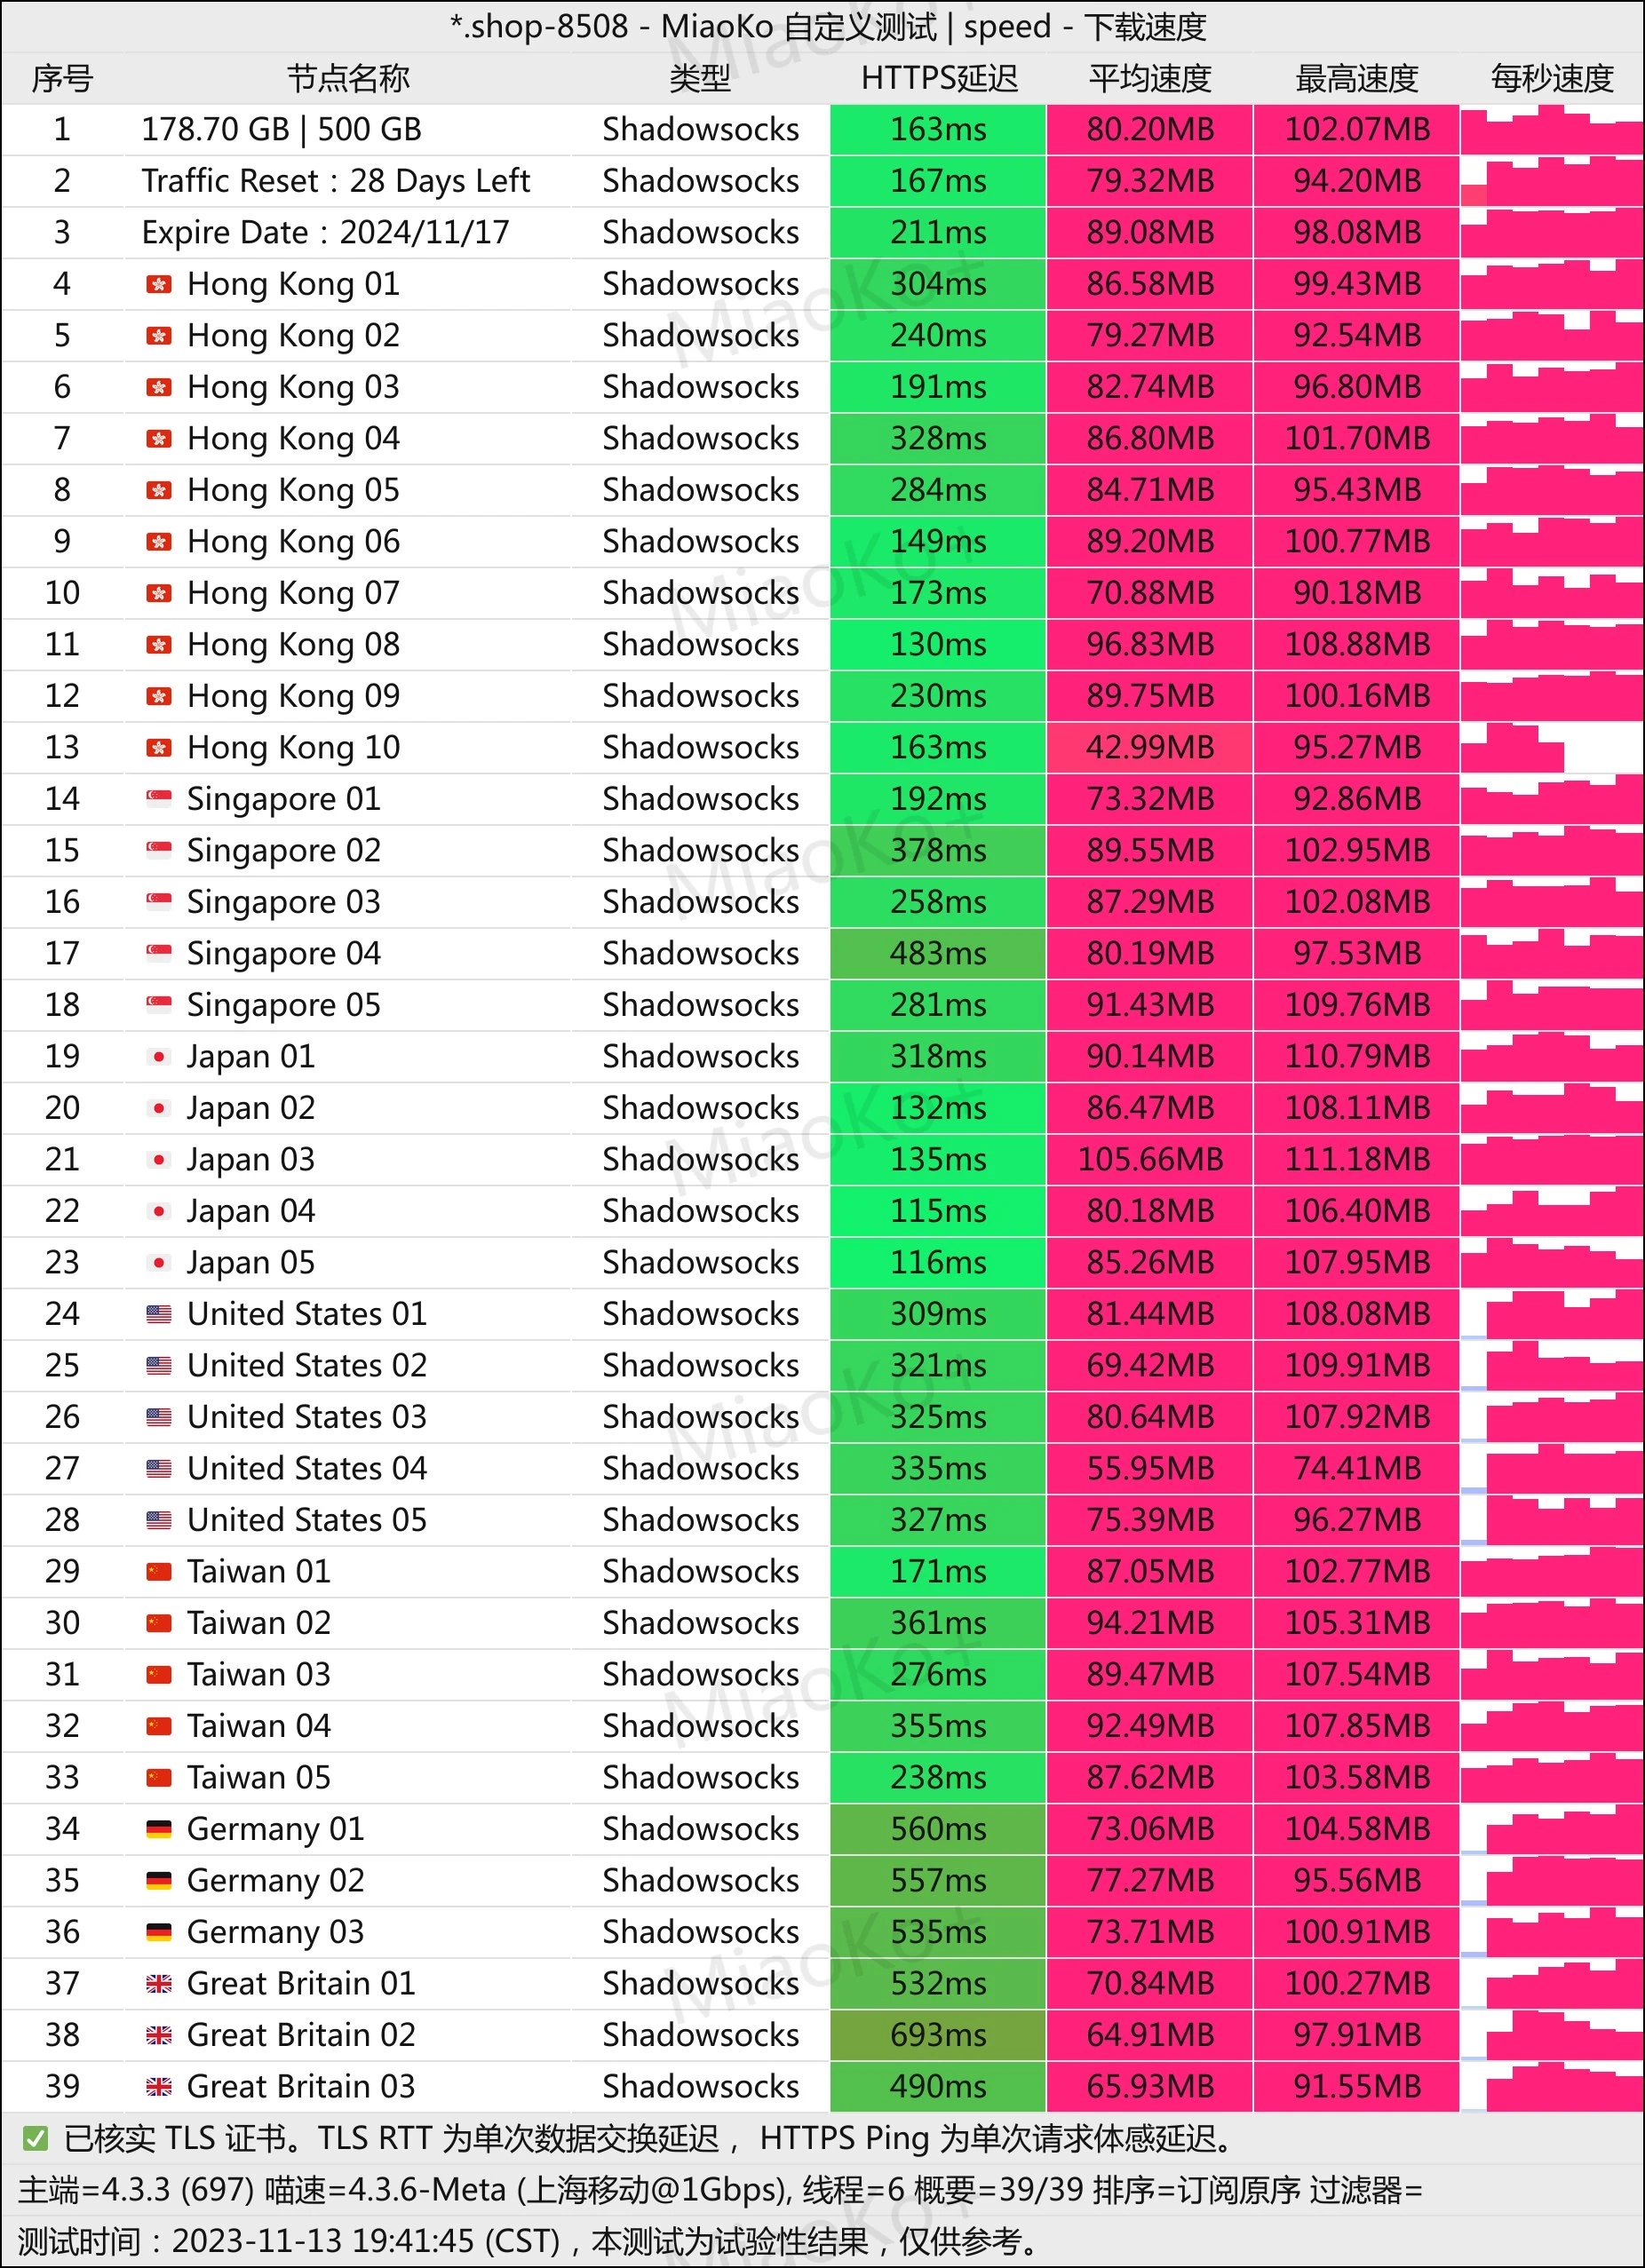 *.shop-8508 - MiaoKo 自定义测试 | speed - 下载速度
序号 节点名称 类型 HTTPS延迟 平均速度 最高速度 每秒速度
1 178.70 GB | 500 GB Shadowsocks 163ms 80.20MB 102.07MB
2 Traffic Reset : 28 Days Left Shadowsocks 167ms 79.32MB 94.20MB
3 Expire Date : 2024/11/17 Shadowsocks 211ms 89.08MB 98.08MB
4 Hong Kong 01 Shadowsocks 304ms 86.58MB 99.43MB
5 Hong Kong 02 Shadowsocks 240ms 79.27MB 92.54MB
6 Hong Kong 03 Shadowsocks 191ms 82.74MB 96.80MB
7 Hong Kong 04 Shadowsocks 328ms 86.80MB 101.70MB
8 Hong Kong 05 Shadowsocks 284ms 84.71MB 95.43MB
9 Hong Kong 06 Shadowsocks 149ms 89.20MB 100.77MB
10 Hong Kong 07 Shadowsocks 173ms 70.88MB 90.18MB
11 Hong Kong 08 Shadowsocks 130ms 96.83MB 108.88MB
12 Hong Kong 09 Shadowsocks 230ms 89.75MB 100.16MB
13 Hong Kong 10 Shadowsocks 163ms 42.99MB 95.27MB
14 Singapore 01 Shadowsocks 192ms 73.32MB 92.86MB
15 Singapore 02 Shadowsocks 378ms 89.55MB 102.95MB
16 Singapore 03 Shadowsocks 258ms 87.29MB 102.08MB
17 Singapore 04 Shadowsocks 483ms 80.19MB 97.53MB
18 Singapore 05 Shadowsocks 281ms 91.43MB 109.76MB
19 Japan 01 Shadowsocks 318ms 90.14MB 110.79MB
20 Japan 02 Shadowsocks 132ms 86.47MB 108.11MB
21 Japan 03 Shadowsocks 135ms 105.66MB 111.18MB
22 Japan 04 Shadowsocks 115ms 80.18MB 106.40MB
23 Japan 05 Shadowsocks 116ms 85.26MB 107.95MB
24 United States 01 Shadowsocks 309ms 81.44MB 108.08MB
25 United States 02 Shadowsocks 321ms 69.42MB 109.91MB
26 United States 03 Shadowsocks 325ms 80.64MB 107.92MB
27 United States 04 Shadowsocks 335ms 55.95MB 74.41MB
28 United States 05 Shadowsocks 327ms 75.39MB 96.27MB
29 Taiwan 01 Shadowsocks 171ms 87.05MB 102.77MB
30 Taiwan 02 Shadowsocks 361ms 94.21MB 105.31MB
31 Taiwan 03 Shadowsocks 276ms 89.47MB 107.54MB
32 Taiwan 04 Shadowsocks 355ms 92.49MB 107.85MB
33 Taiwan 05 Shadowsocks 238ms 87.62MB 103.58MB
34 Germany 01 Shadowsocks 560ms 73.06MB 104.58MB
35 Germany 02 Shadowsocks 557ms 77.27MB 95.56MB
36 Germany 03 Shadowsocks 535ms 73.71MB 100.91MB
37 Great Britain 01 Shadowsocks 532ms 70.84MB 100.27MB
38 Great Britain 02 Shadowsocks 693ms 64.91MB 97.91MB
39 Great Britain 03 Shadowsocks 490ms 65.93MB 91.55MB
✅ 已核实 TLS 证书。TLS RTT 为单次数据交换延迟，HTTPS Ping 为单次请求体感延迟。
主端=4.3.3 (697) 喵速=4.3.6-Meta (上海移动@1Gbps), 线程=6 概要=39/39 排序=订阅原序 过滤器=
测试时间：2023-11-13 19:41:45 (CST)，本测试为试验性结果，仅供参考。